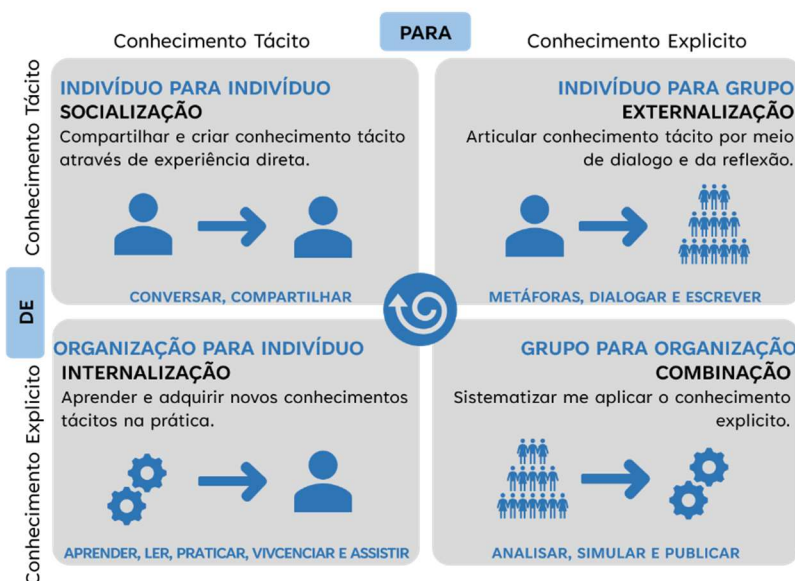 PARA
Conhecimento Tácito
Conhecimento Explicito
DE
Conhecimento Tácito
INDIVÍDUO PARA INDIVÍDUO
SOCIALIZAÇÃO
Compartilhar e criar conhecimento tácito
através de experiência direta.
CONVERSAR, COMPARTILHAR
INDIVÍDUO PARA GRUPO
EXTERNALIZAÇÃO
Articular conhecimento tácito por meio
de dialogo e da reflexão.
METÁFORAS, DIALOGAR E ESCREVER
Conhecimento Explicito
ORGANIZAÇÃO PARA INDIVÍDUO
INTERNALIZAÇÃO
Aprender e adquirir novos conhecimentos
tácitos na prática.
APRENDER, LER, PRATICAR, VIVCENCIAR E ASSISTIR
GRUPO PARA ORGANIZAÇÃO
COMBINAÇÃO
Sistematizar me aplicar o conhecimento
explicito.
ANALISAR, SIMULAR E PUBLICAR